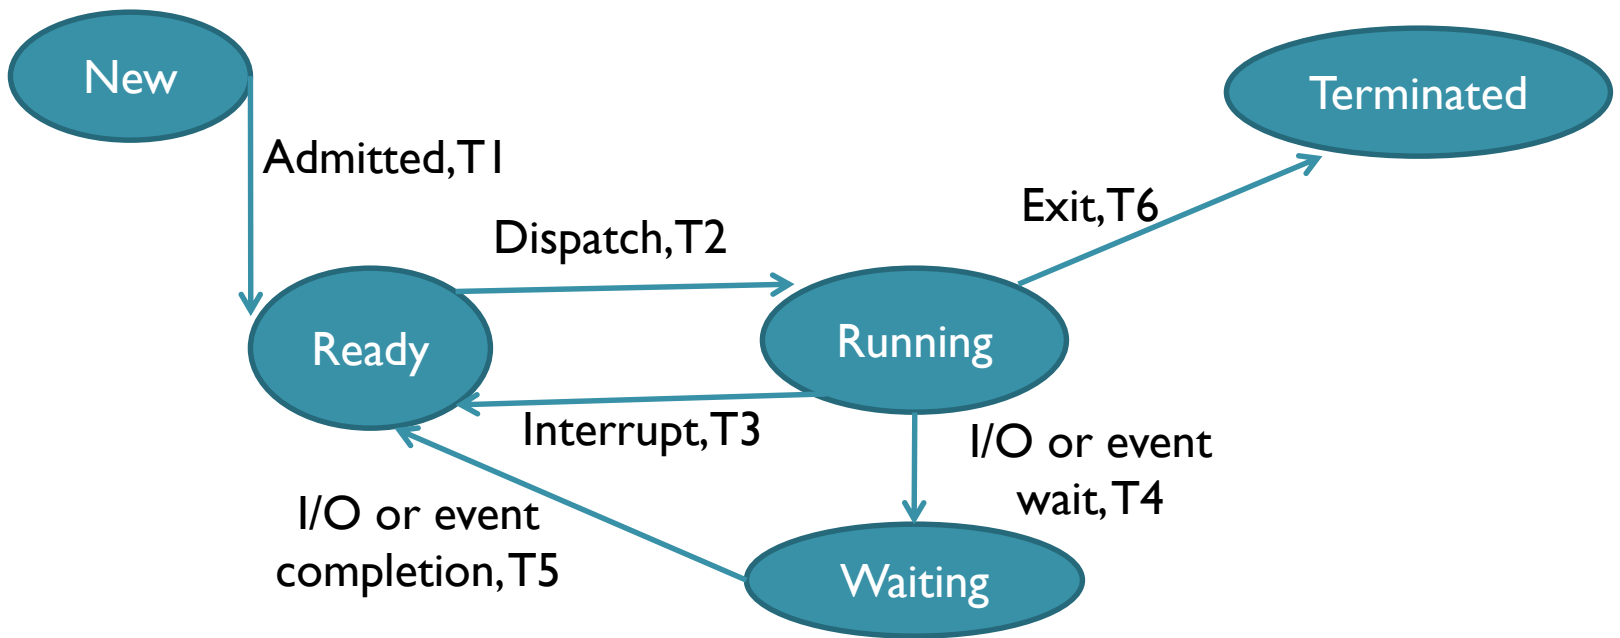 New
Terminated
Admitted,T1
Exit,T6
Dispatch,T2
Ready
Running
Interrupt,T3
I/O or event
wait,T4
I/O or event
completion,T5
Waiting